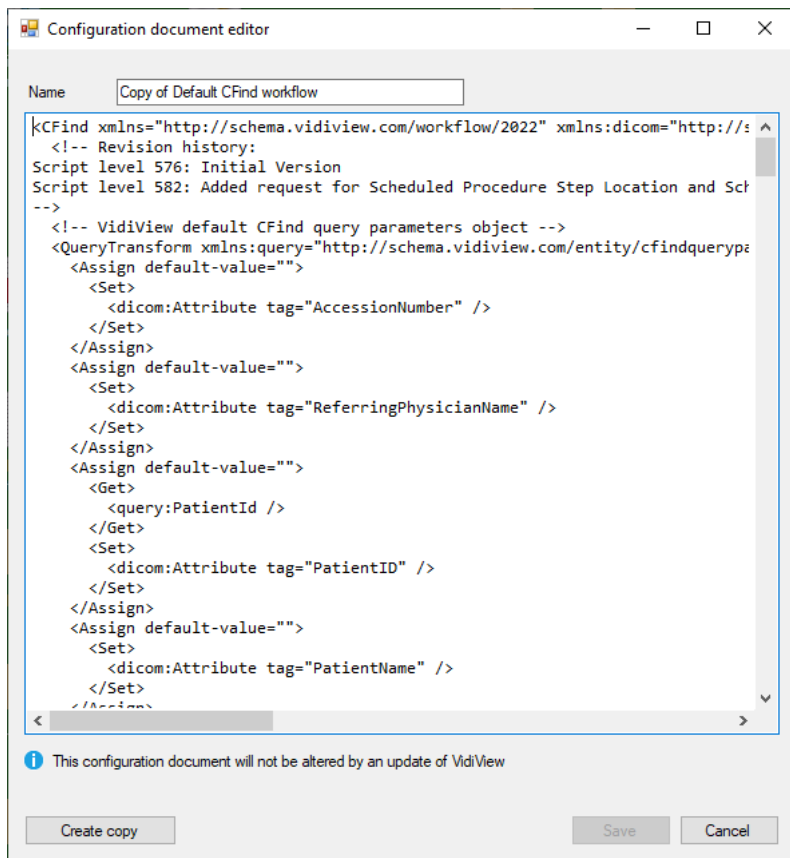 Configuration document editor
Name
Copy of Default CFind workflow
<CFind xmlns="http://schema.vidiview.com/workflow/2022" xmlns:dicom="http://s
<!-- Revision history:
Script level 576: Initial Version
Script level 582: Added request for Scheduled Procedure Step Location and Sch
-->
<!-- VidiView default CFind query parameters object -->
<QueryTransform xmlns:query="http://schema.vidiview.com/entity/cfindquerypa
<Assign default-value="">
<Set>
<dicom:Attribute tag="AccessionNumber" />
</Set>
</Assign>
<Assign default-value="">
<Set>
<dicom:Attribute tag="ReferringPhysicianName" />
</Set>
</Assign>
<Assign default-value="">
<Get>
<query:PatientId />
</Get>
<Set>
<dicom:Attribute tag="PatientID" />
</Set>
</Assign>
<Assign default-value="">
<Set>
<dicom:Attribute tag="PatientName" />
</Set>
</Assign>
This configuration document will not be altered by an update of VidiView
Create copy
Save
Cancel